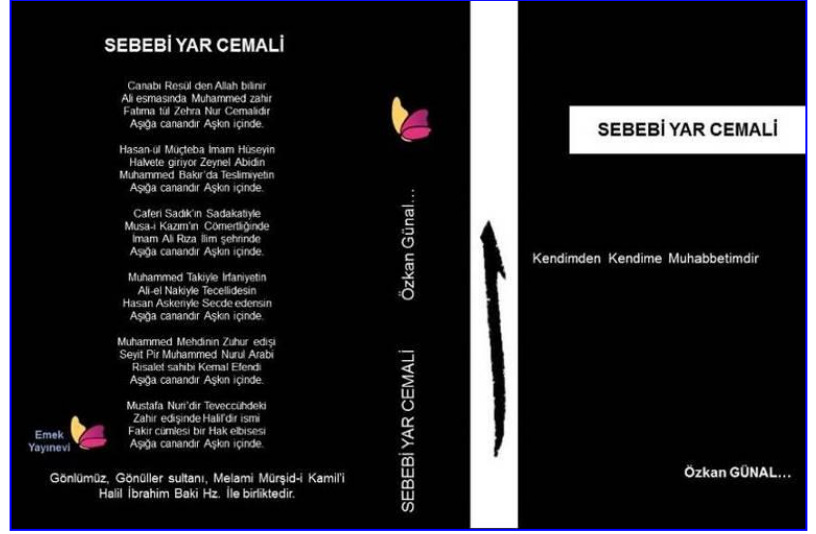 SEBEBİ YAR CEMALİ
Canabı Resül den Allah bilinir
Ali esmasında Muhammed zahir
Fatıma tül Zehra Nur Cemalidir
Aşığa canandır Aşkın içinde.
Hasan-ül Müçteba İmam Hüseyin
Halvete giriyor Zeynel Abidin
Muhammed Bakır'da Teslimiyetin
Aşığa canandır Aşkın içinde.
Caferi Sadık'ın Sadakatiyle
Musa-i Kazım'ın Cömertliğinde
İmam Ali Rıza İlim şehrinde
Aşığa canandır Aşkın içinde.
Muhammed Takiyle İrfaniyetin
Ali-el Nakiyle Tecellidesin
Hasan Askeriyle Secde edensin
Aşığa canandır Aşkın içinde.
Muhammed Mehdinin Zuhur edişi
Seyit Pir Muhammed Nurul Arabi
Risalet sahibi Kemal Efendi
Aşığa canandır Aşkın içinde.
Mustafa Nuri'dir Teveccühdeki
Zahir edişinde Halil'dir ismi
Fakir cümlesi bir Hak elbisesi
Aşığa canandır Aşkın içinde.
Emek
Yayınevi
Gönlümüz, Gönüller sultanı, Melami Mürşid-i Kamil'i
Halil İbrahim Baki Hz. İle birliktedir.
Özkan Günal...
SEBEBİ YAR CEMALİ
SEBEBİ YAR CEMALİ
Kendimden Kendime Muhabbetimdir
Özkan GÜNAL...